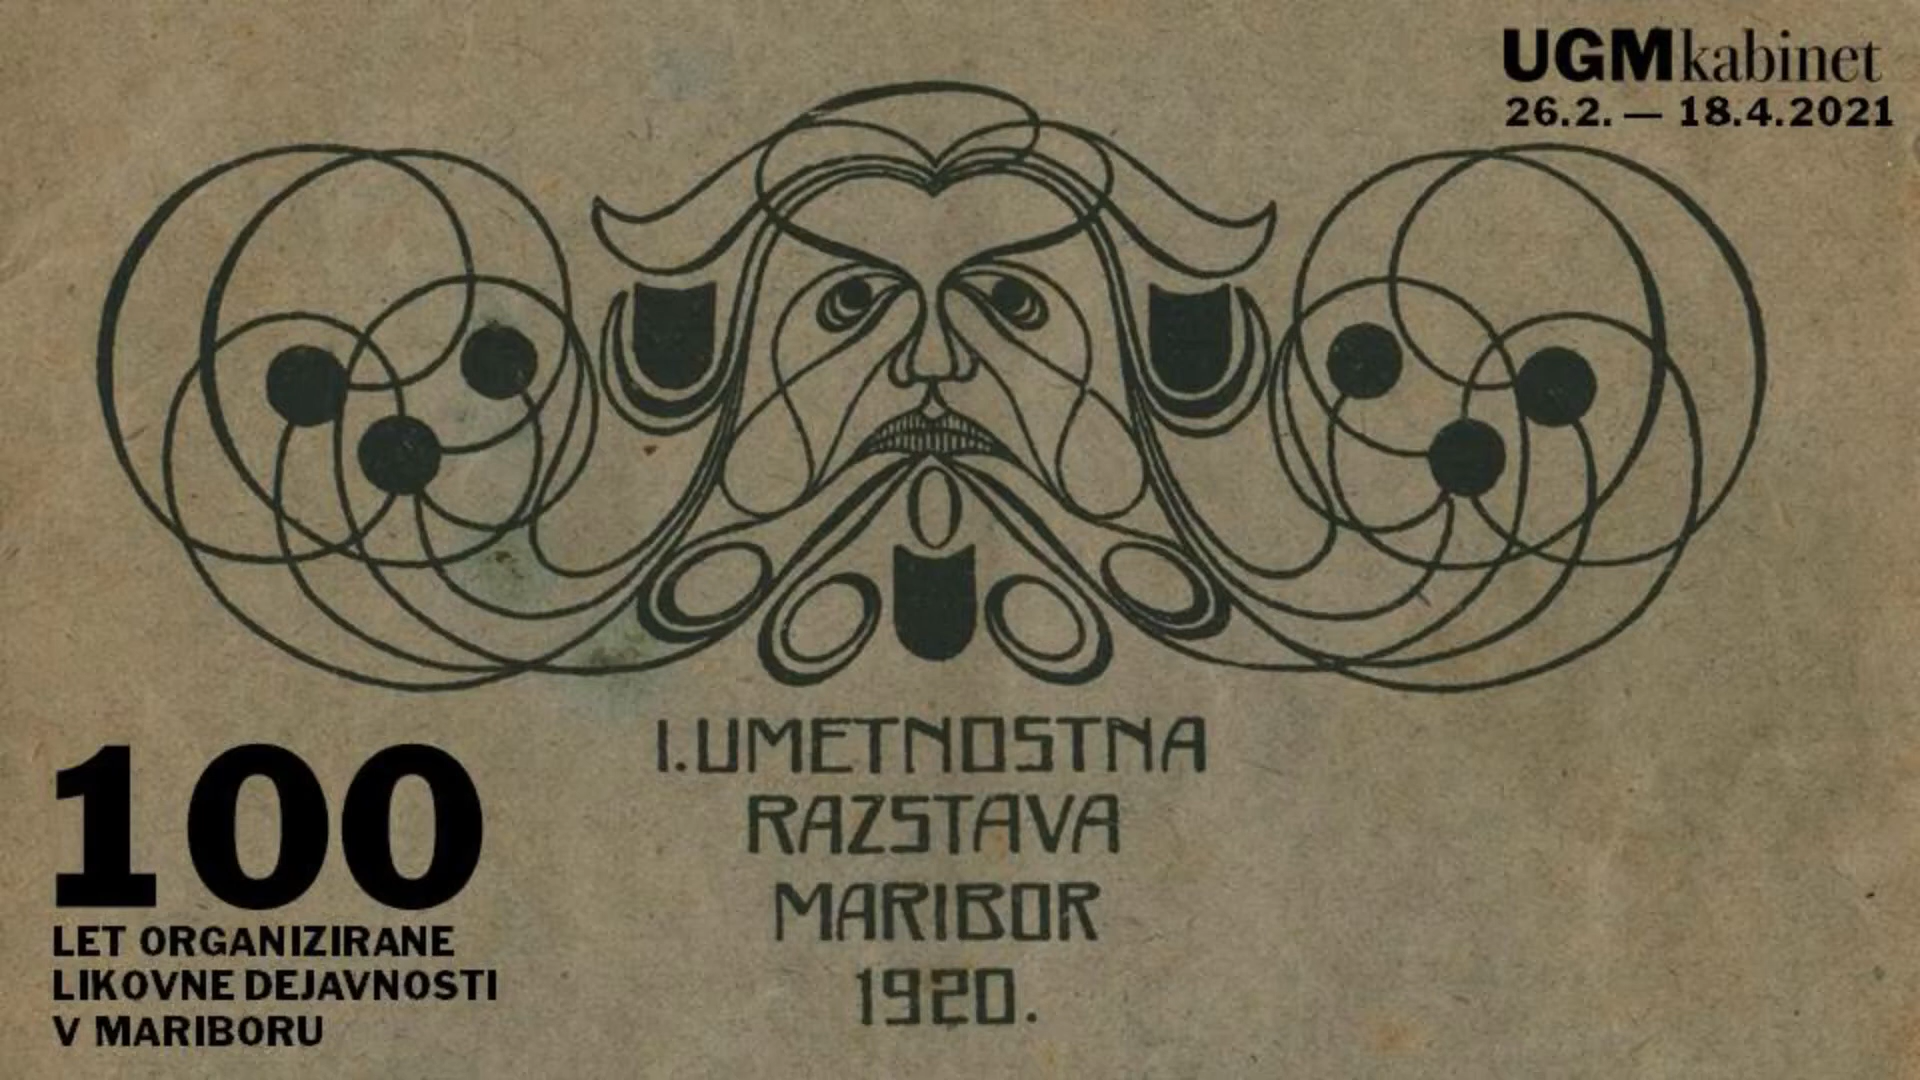 UGMkabinet
26.2. — 18.4.2021
I. UMETNOSTNA
RAZSTAVA
MARIBOR
1920.
100
LET ORGANIZIRANE
LIKOVNE DEJAVNOSTI
V MARIBORU